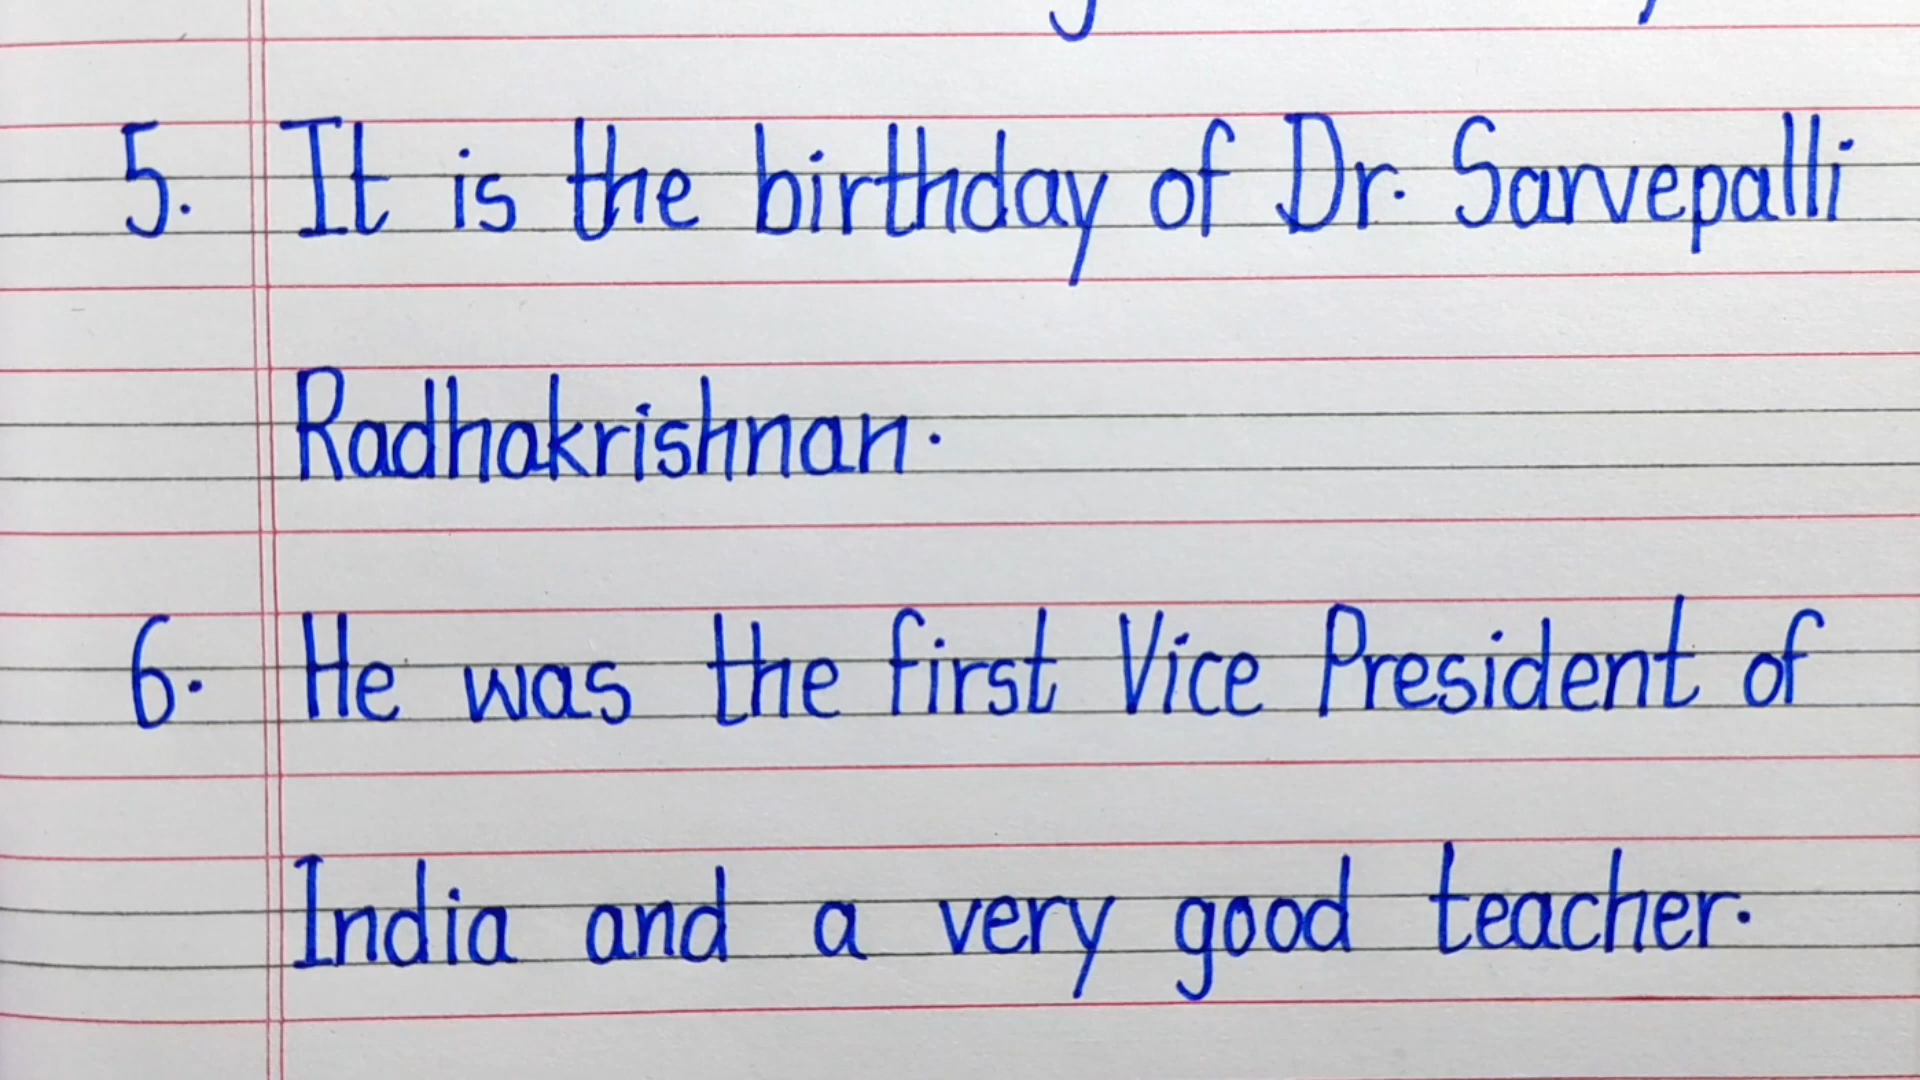 5. It is the birthday of Dr. Sarvepalli
Radhakrishnan.
6. He was the first Vice President of
India and a very good teacher.